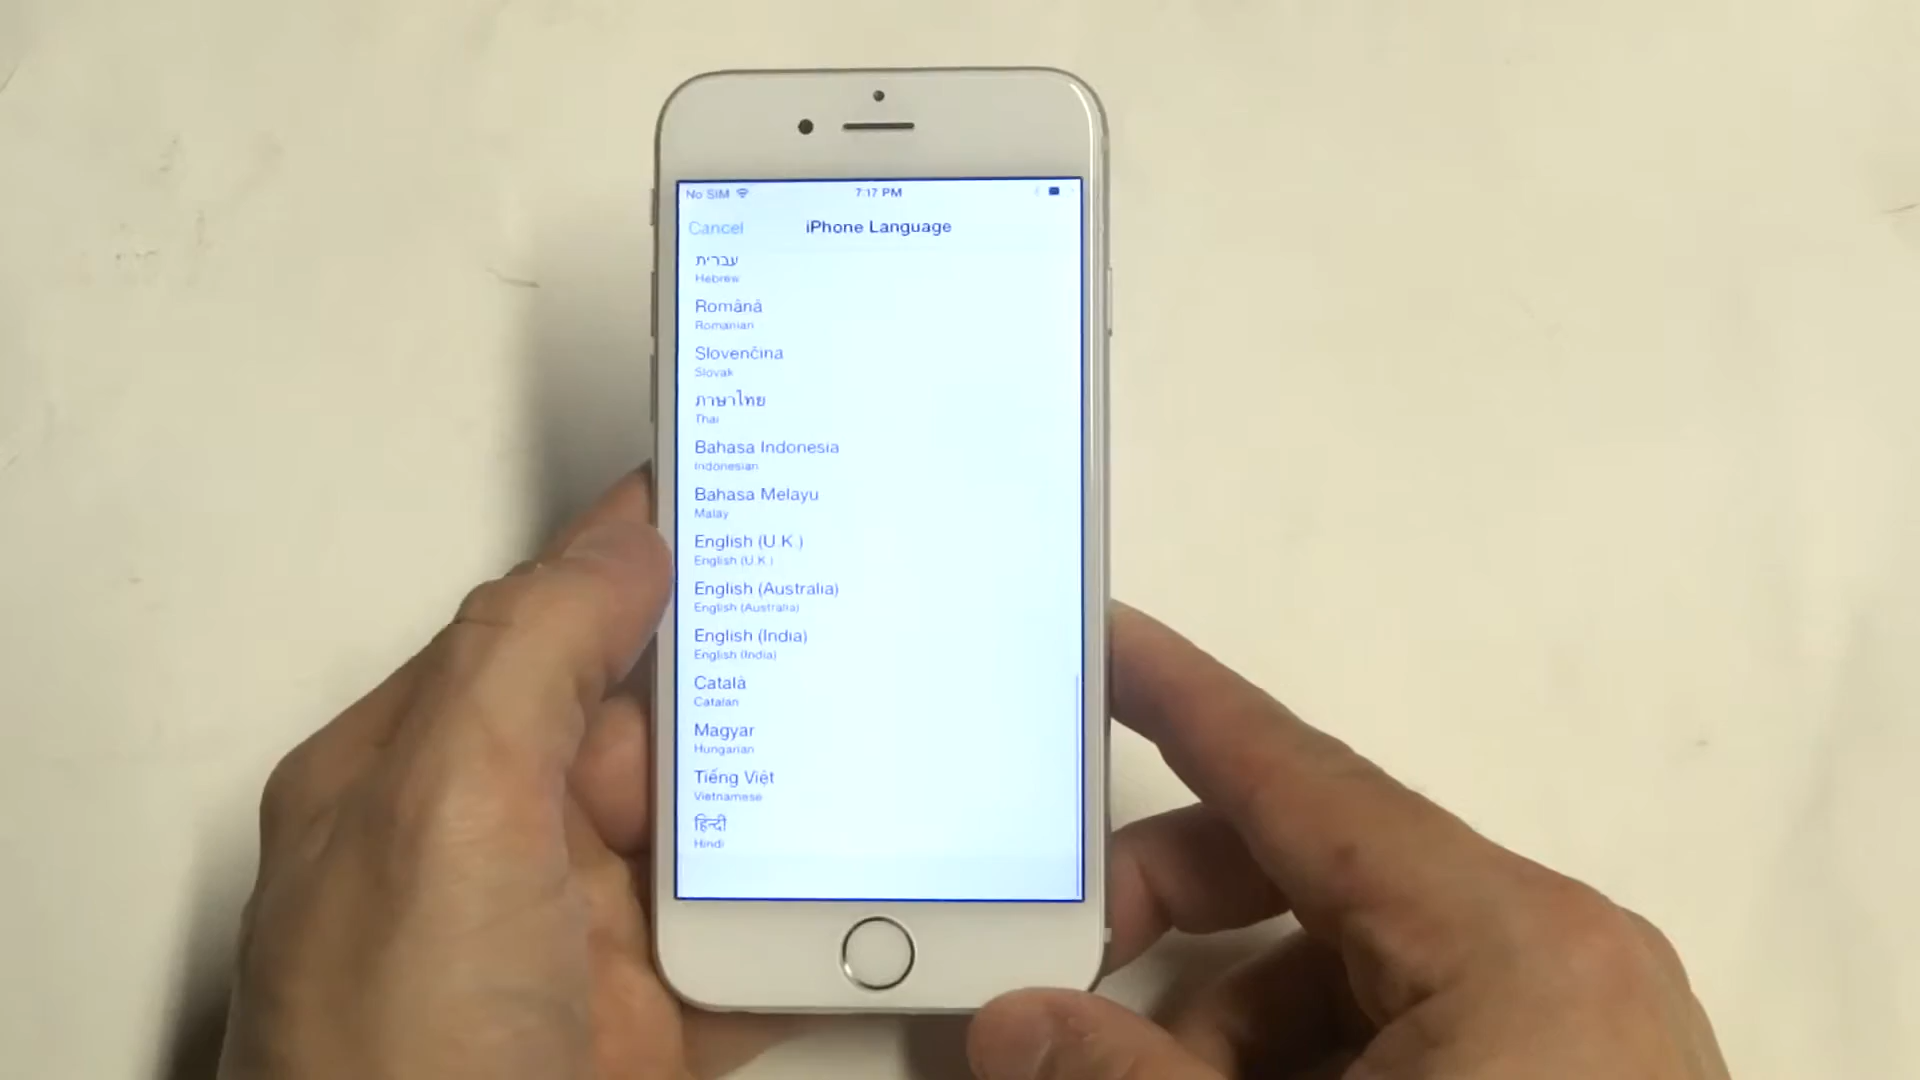 No SIM
7:17 PM
Cancel
iPhone Language
עברית
Hebrew
Română
Romanian
Slovenčina
Slovak
ภาษาไทย
Thai
Bahasa Indonesia
Indonesian
Bahasa Melayu
Malay
English (U.K.)
English (U.K.)
English (Australia)
English (Australia)
English (India)
English (India)
Català
Catalan
Magyar
Hungarian
Tiếng Việt
Vietnamese
हिन्दी
Hindi